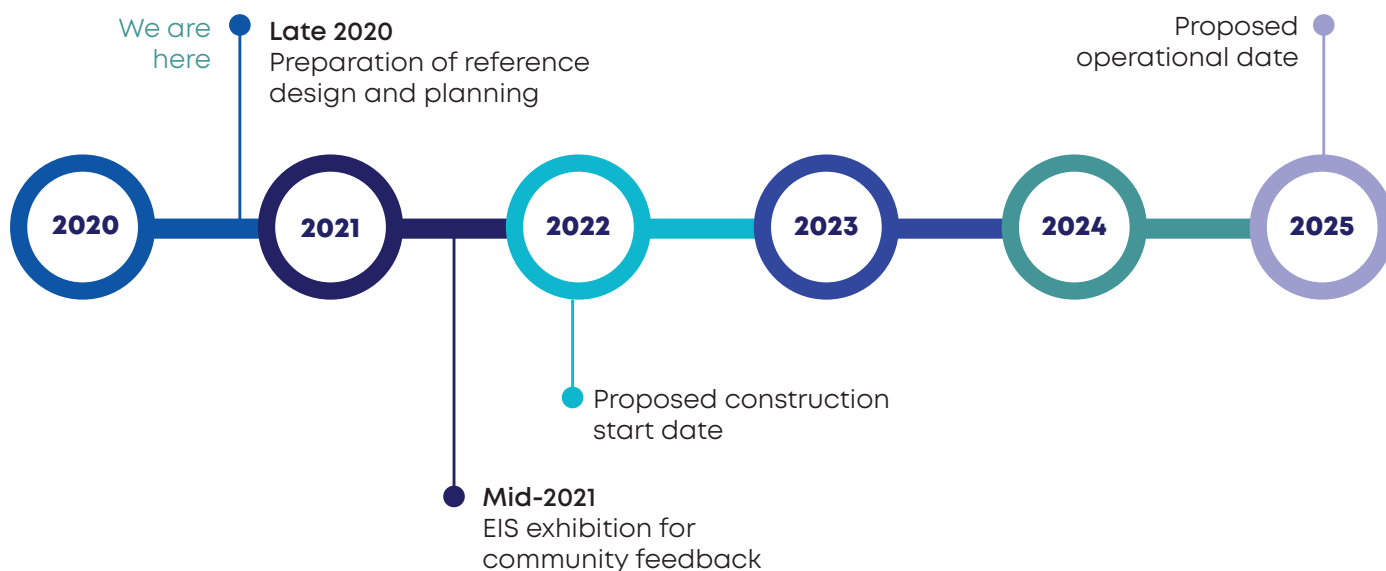 We are
here
Late 2020
Preparation of reference
design and planning
Proposed
operational date
2020
2021
2022
2023
2024
2025
Proposed construction
start date
Mid-2021
EIS exhibition for
community feedback